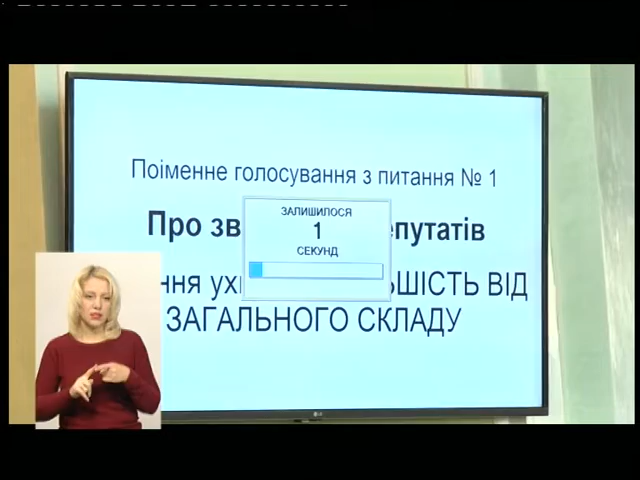 Поіменне голосування з питання № 1
Про зв епутатів
ЗАЛИШИЛОСЯ
1
СЕКУНД
ння ух ЬШІСТЬ ВІД
ЗАГАЛЬНОГО СКЛАДУ
LG